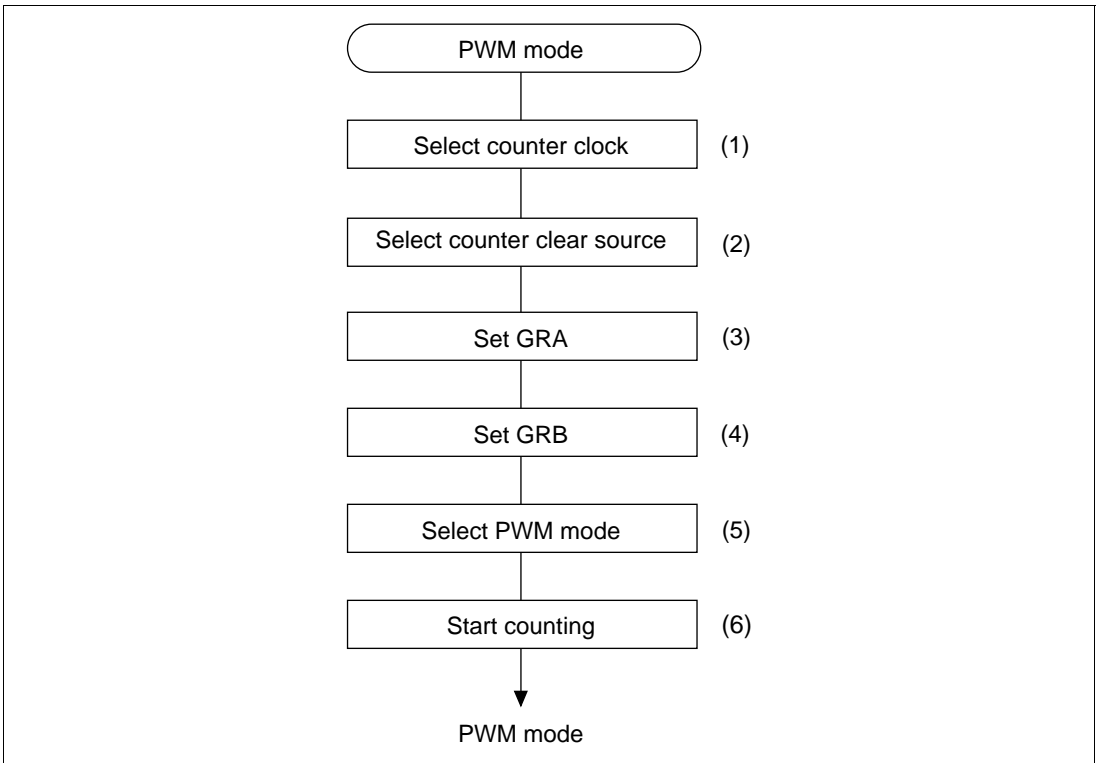 PWM mode
Select counter clock (1)
Select counter clear source (2)
Set GRA (3)
Set GRB (4)
Select PWM mode (5)
Start counting (6)
PWM mode